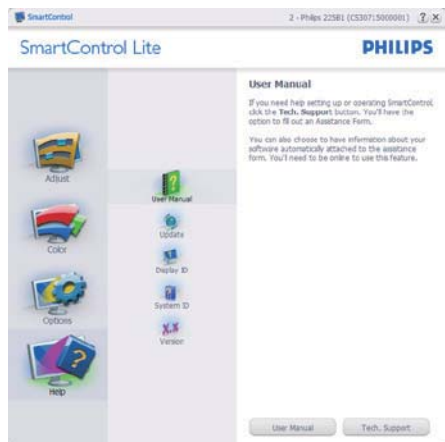 SmartControl
2 - Philips 225B1 (CS30715000001)
? X
SmartControl Lite
PHILIPS
Adjust
Color
Options
Help
User Manual
Update
Display ID
System ID
Version
User Manual
If you need help setting up or operating SmartControl,
click the Tech. Support button. You'll have the
option to fill out an Assistance Form.
You can also choose to have information about your
software automatically attached to the assistance
form. You'll need to be online to use this feature.
User Manual
Tech. Support